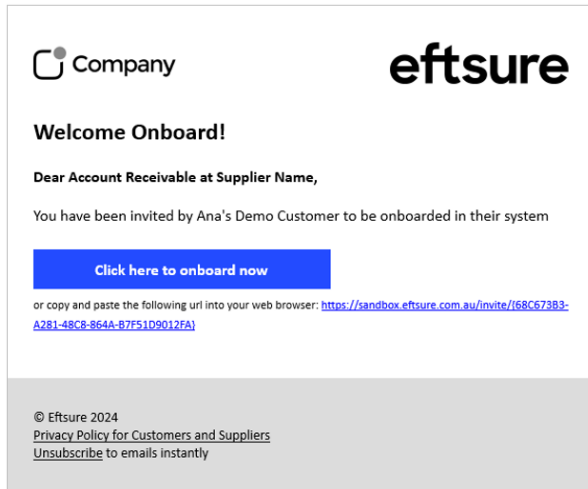 Company
eftsure
Welcome Onboard!
Dear Account Receivable at Supplier Name,
You have been invited by Ana's Demo Customer to be onboarded in their system
Click here to onboard now
or copy and paste the following url into your web browser: https://sandbox.eftsure.com.au/invite/{68C673B3-
A281-48C8-864A-B7F51D9012FA}
© Eftsure 2024
Privacy Policy for Customers and Suppliers
Unsubscribe to emails instantly